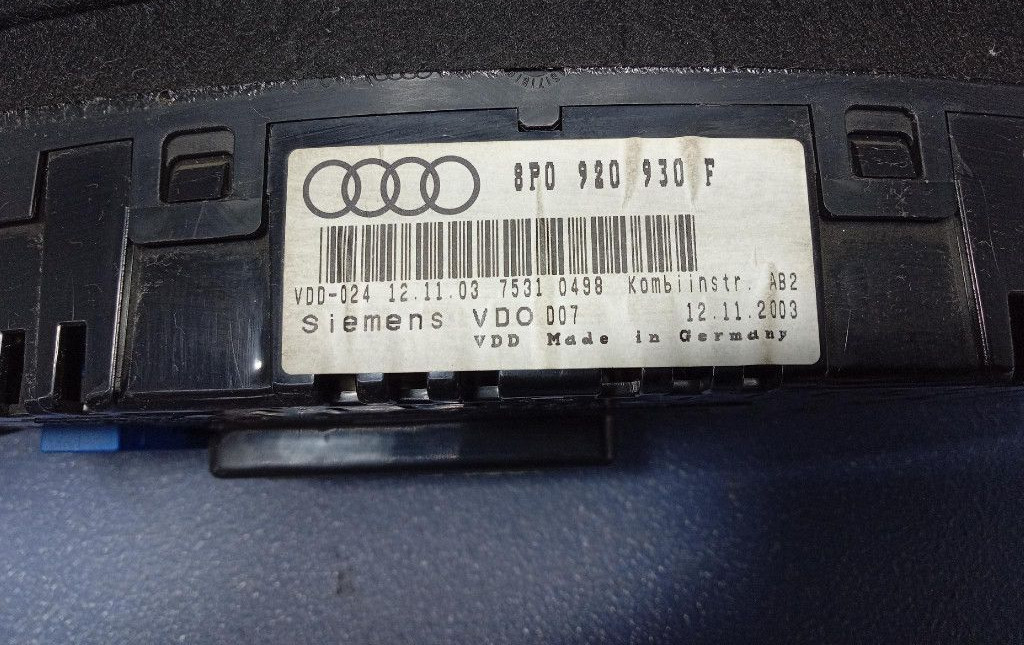 8P0 920 930 F
VDD-024 12.11.03 7531 0498 Kombiinstr. AB2
Siemens VDO D07 12.11.2003
VDD Made in Germany